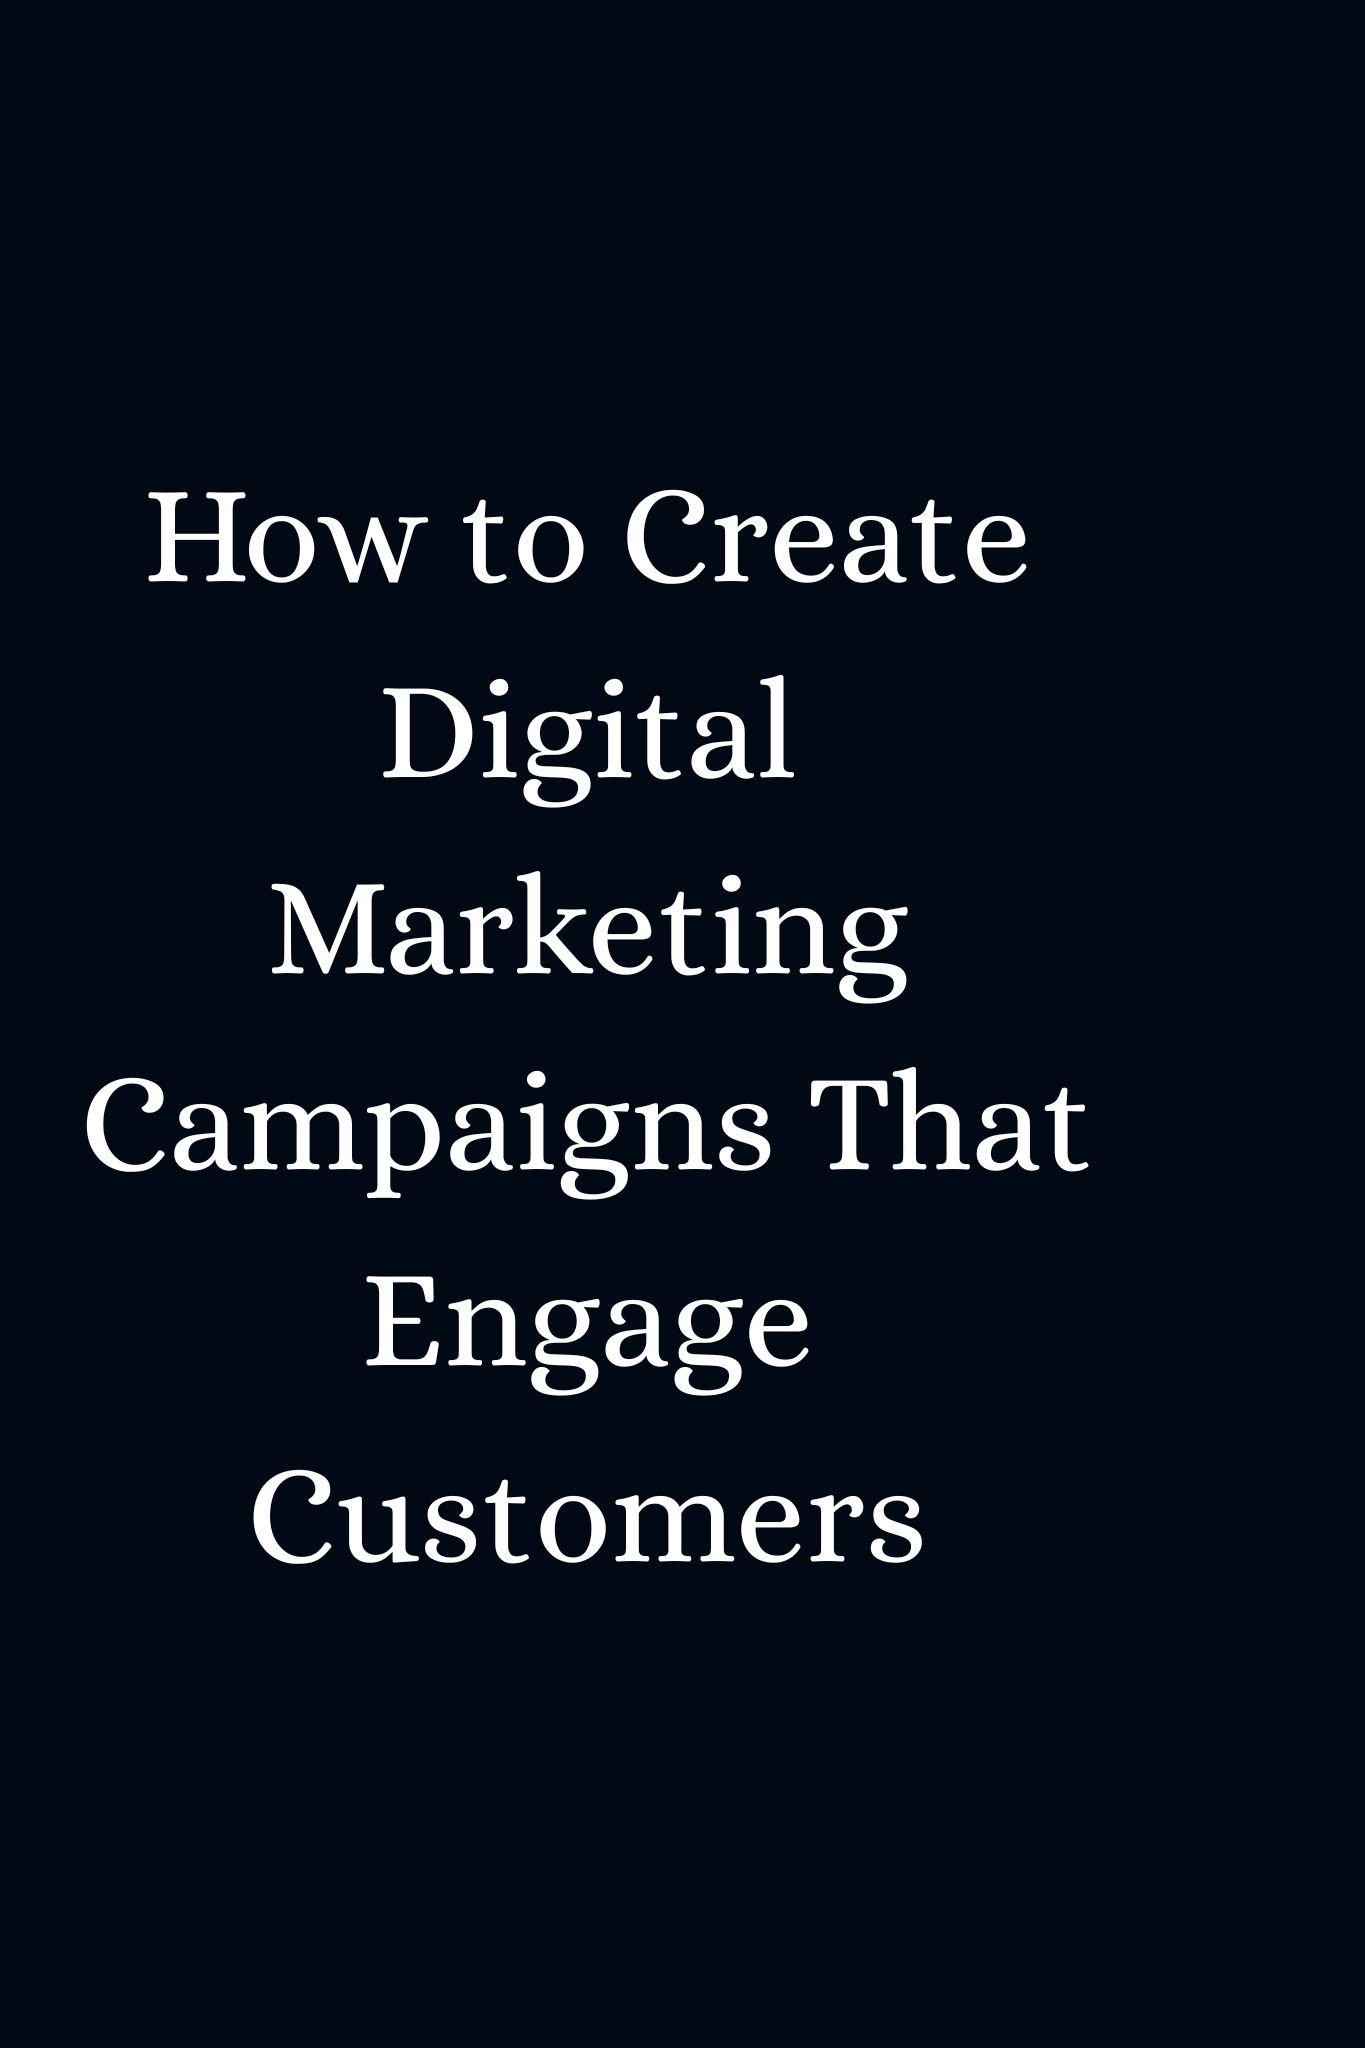 How to Create
Digital
Marketing
Campaigns That
Engage
Customers